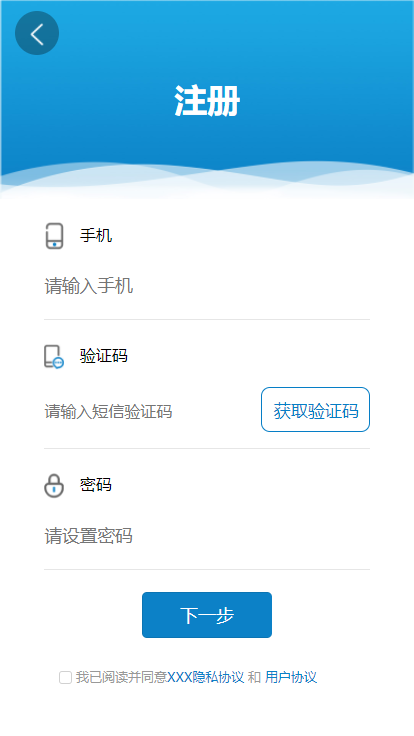 注册
手机
请输入手机
验证码
请输入短信验证码
获取验证码
密码
请设置密码
下一步
我已阅读并同意XXX隐私协议 和 用户协议